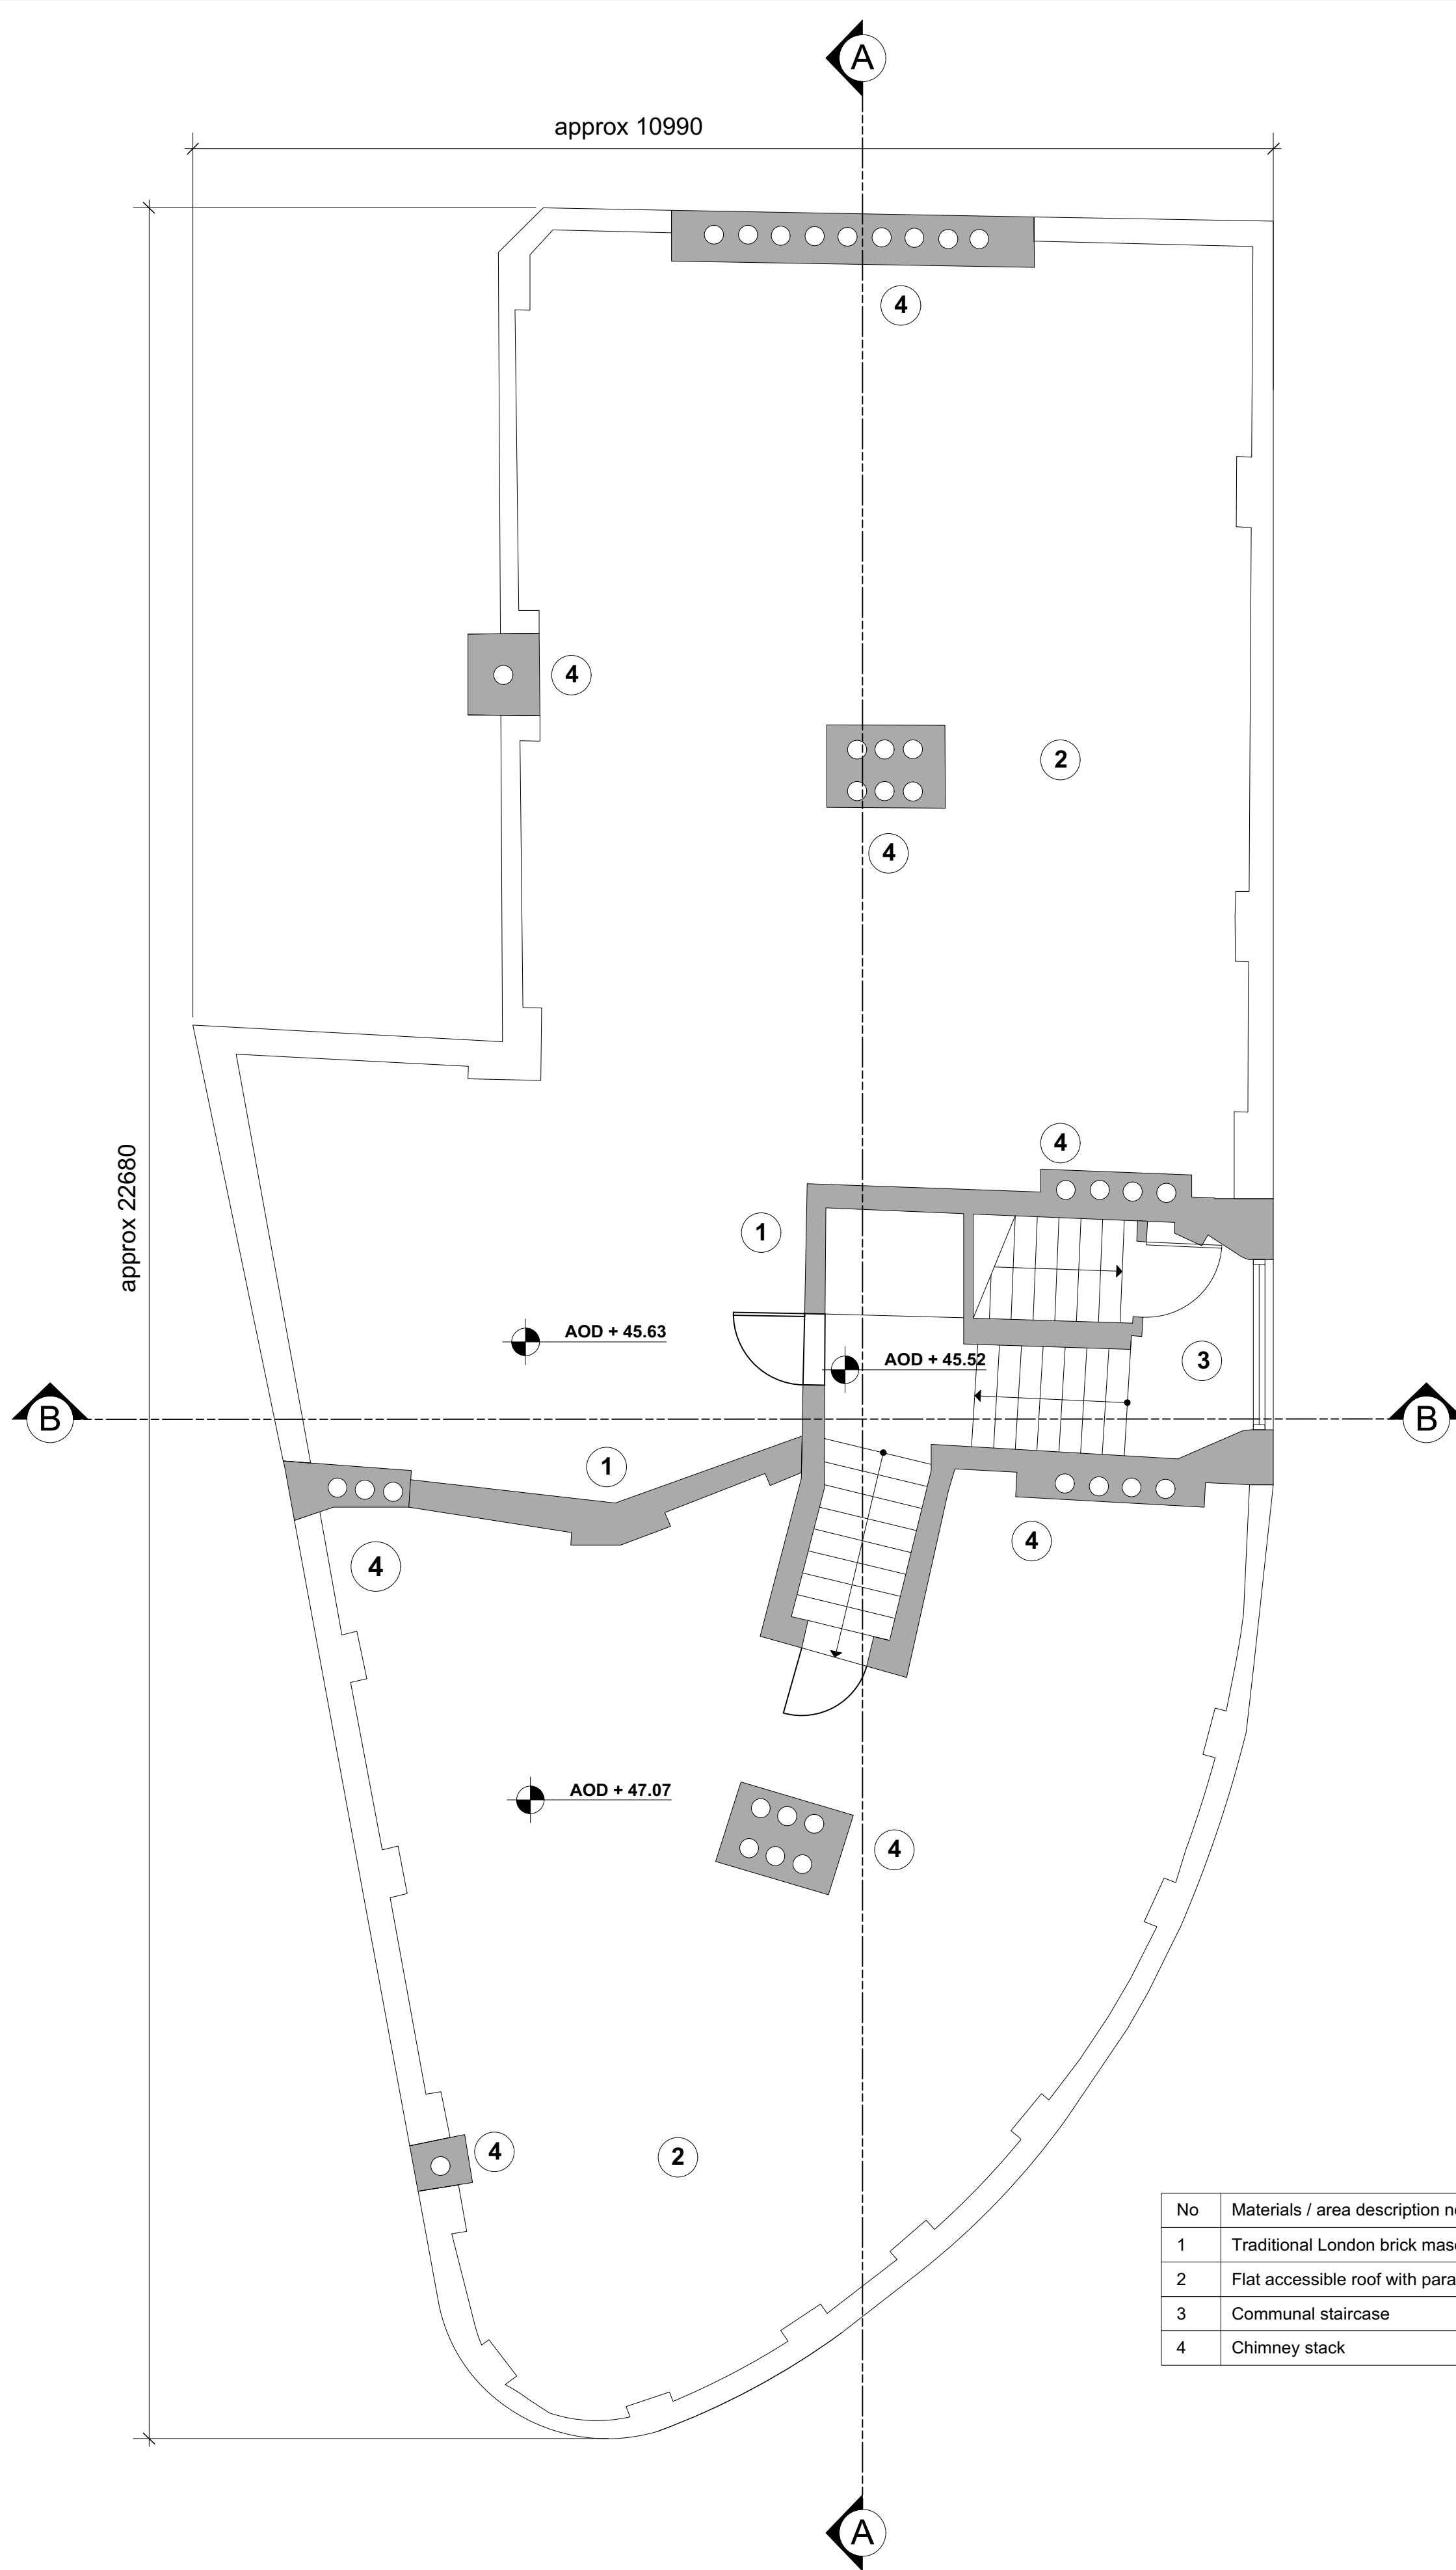 A
approx 10990
4
4
2
4
approx 22680
4
1
AOD + 45.63
AOD + 45.52
3
B
B
1
4
4
AOD + 47.07
4
4
2
No Materials / area description
1 Traditional London brick
2 Flat accessible roof with
3 Communal staircase
4 Chimney stack
A